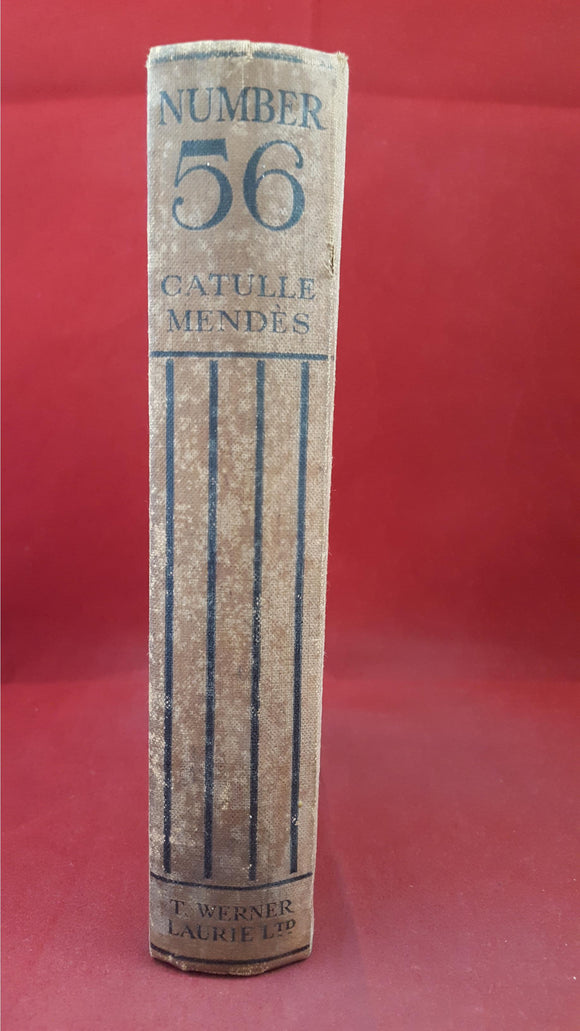 NUMBER
56
CATULLE
MENDÈS
T. WERNER
LAURIE LTD